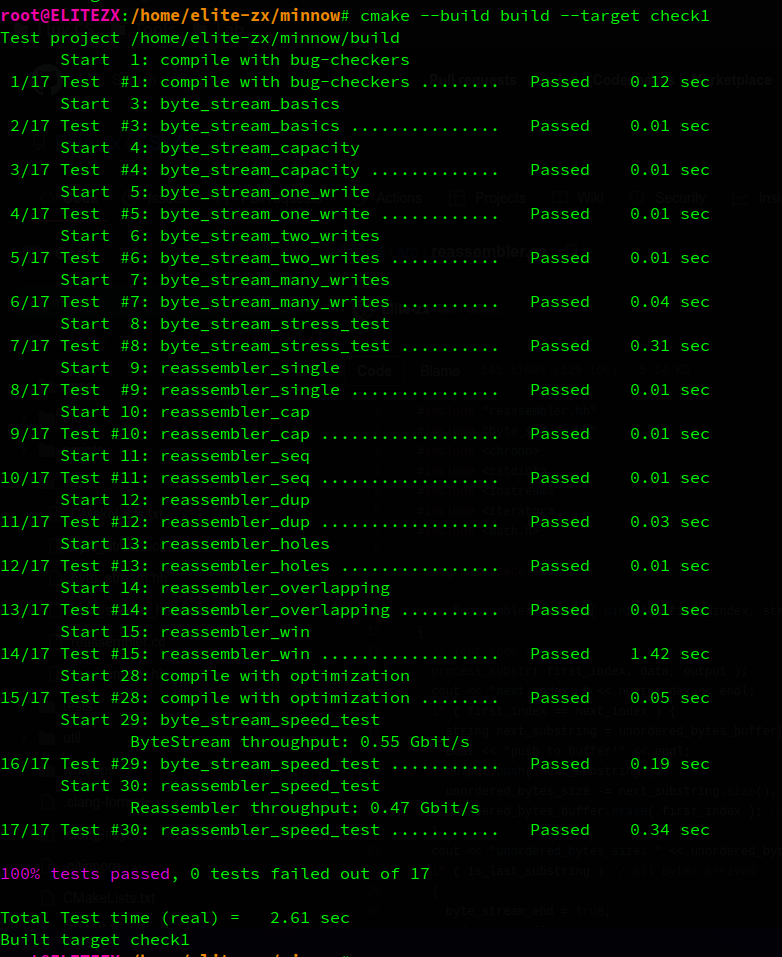 root@ELITEZX:/home/elite-zx/minnow# cmake --build build --target check1
Test project /home/elite-zx/minnow/build
      Start  1: compile with bug-checkers
 1/17 Test  #1: compile with bug-checkers ........   Passed    0.12 sec
      Start  3: byte_stream_basics
 2/17 Test  #3: byte_stream_basics ...............   Passed    0.01 sec
      Start  4: byte_stream_capacity
 3/17 Test  #4: byte_stream_capacity .............   Passed    0.01 sec
      Start  5: byte_stream_one_write
 4/17 Test  #5: byte_stream_one_write ............   Passed    0.01 sec
      Start  6: byte_stream_two_writes
 5/17 Test  #6: byte_stream_two_writes ...........   Passed    0.01 sec
      Start  7: byte_stream_many_writes
 6/17 Test  #7: byte_stream_many_writes ..........   Passed    0.04 sec
      Start  8: byte_stream_stress_test
 7/17 Test  #8: byte_stream_stress_test ..........   Passed    0.31 sec
      Start  9: reassembler_single
 8/17 Test  #9: reassembler_single ...............   Passed    0.01 sec
      Start 10: reassembler_cap
 9/17 Test #10: reassembler_cap ..................   Passed    0.01 sec
      Start 11: reassembler_seq
10/17 Test #11: reassembler_seq ..................   Passed    0.01 sec
      Start 12: reassembler_dup
11/17 Test #12: reassembler_dup ..................   Passed    0.03 sec
      Start 13: reassembler_holes
12/17 Test #13: reassembler_holes ................   Passed    0.01 sec
      Start 14: reassembler_overlapping
13/17 Test #14: reassembler_overlapping ..........   Passed    0.01 sec
      Start 15: reassembler_win
14/17 Test #15: reassembler_win ..................   Passed    1.42 sec
      Start 28: compile with optimization
15/17 Test #28: compile with optimization ........   Passed    0.05 sec
      Start 29: byte_stream_speed_test
             ByteStream throughput: 0.55 Gbit/s
16/17 Test #29: byte_stream_speed_test ...........   Passed    0.19 sec
      Start 30: reassembler_speed_test
             Reassembler throughput: 0.47 Gbit/s
17/17 Test #30: reassembler_speed_test ...........   Passed    0.34 sec

100% tests passed, 0 tests failed out of 17

Total Test time (real) =   2.61 sec
Built target check1